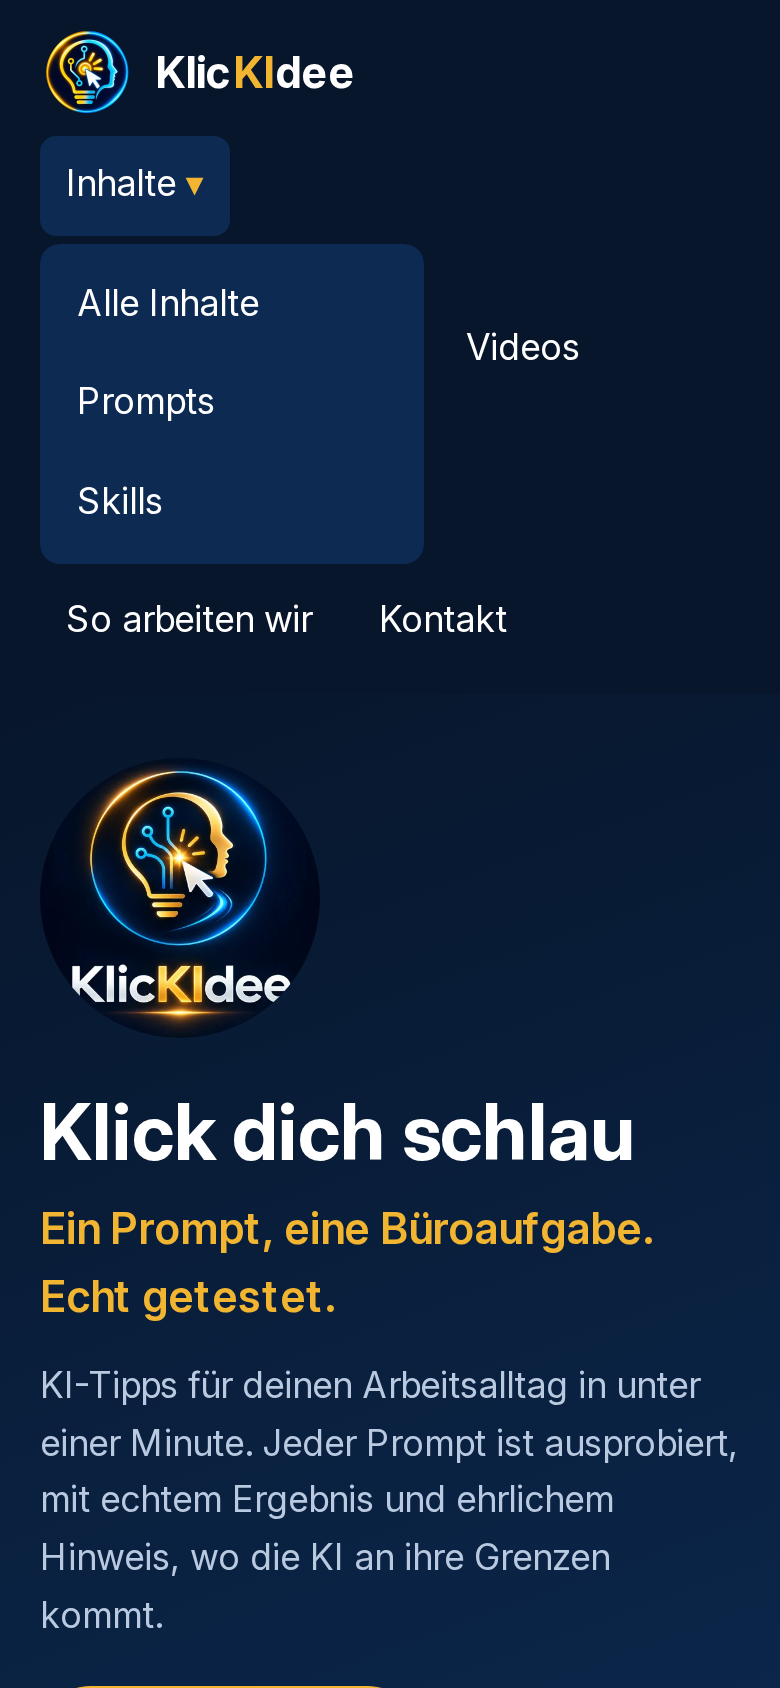 KlicKIdee
Inhalte ▾
Alle Inhalte
Videos
Prompts
Skills
So arbeiten wir
Kontakt
KlicKIdee
Klick dich schlau
Ein Prompt, eine Büroaufgabe.
Echt getestet.
KI-Tipps für deinen Arbeitsalltag in unter
einer Minute. Jeder Prompt ist ausprobiert,
mit echtem Ergebnis und ehrlichem
Hinweis, wo die KI an ihre Grenzen
kommt.